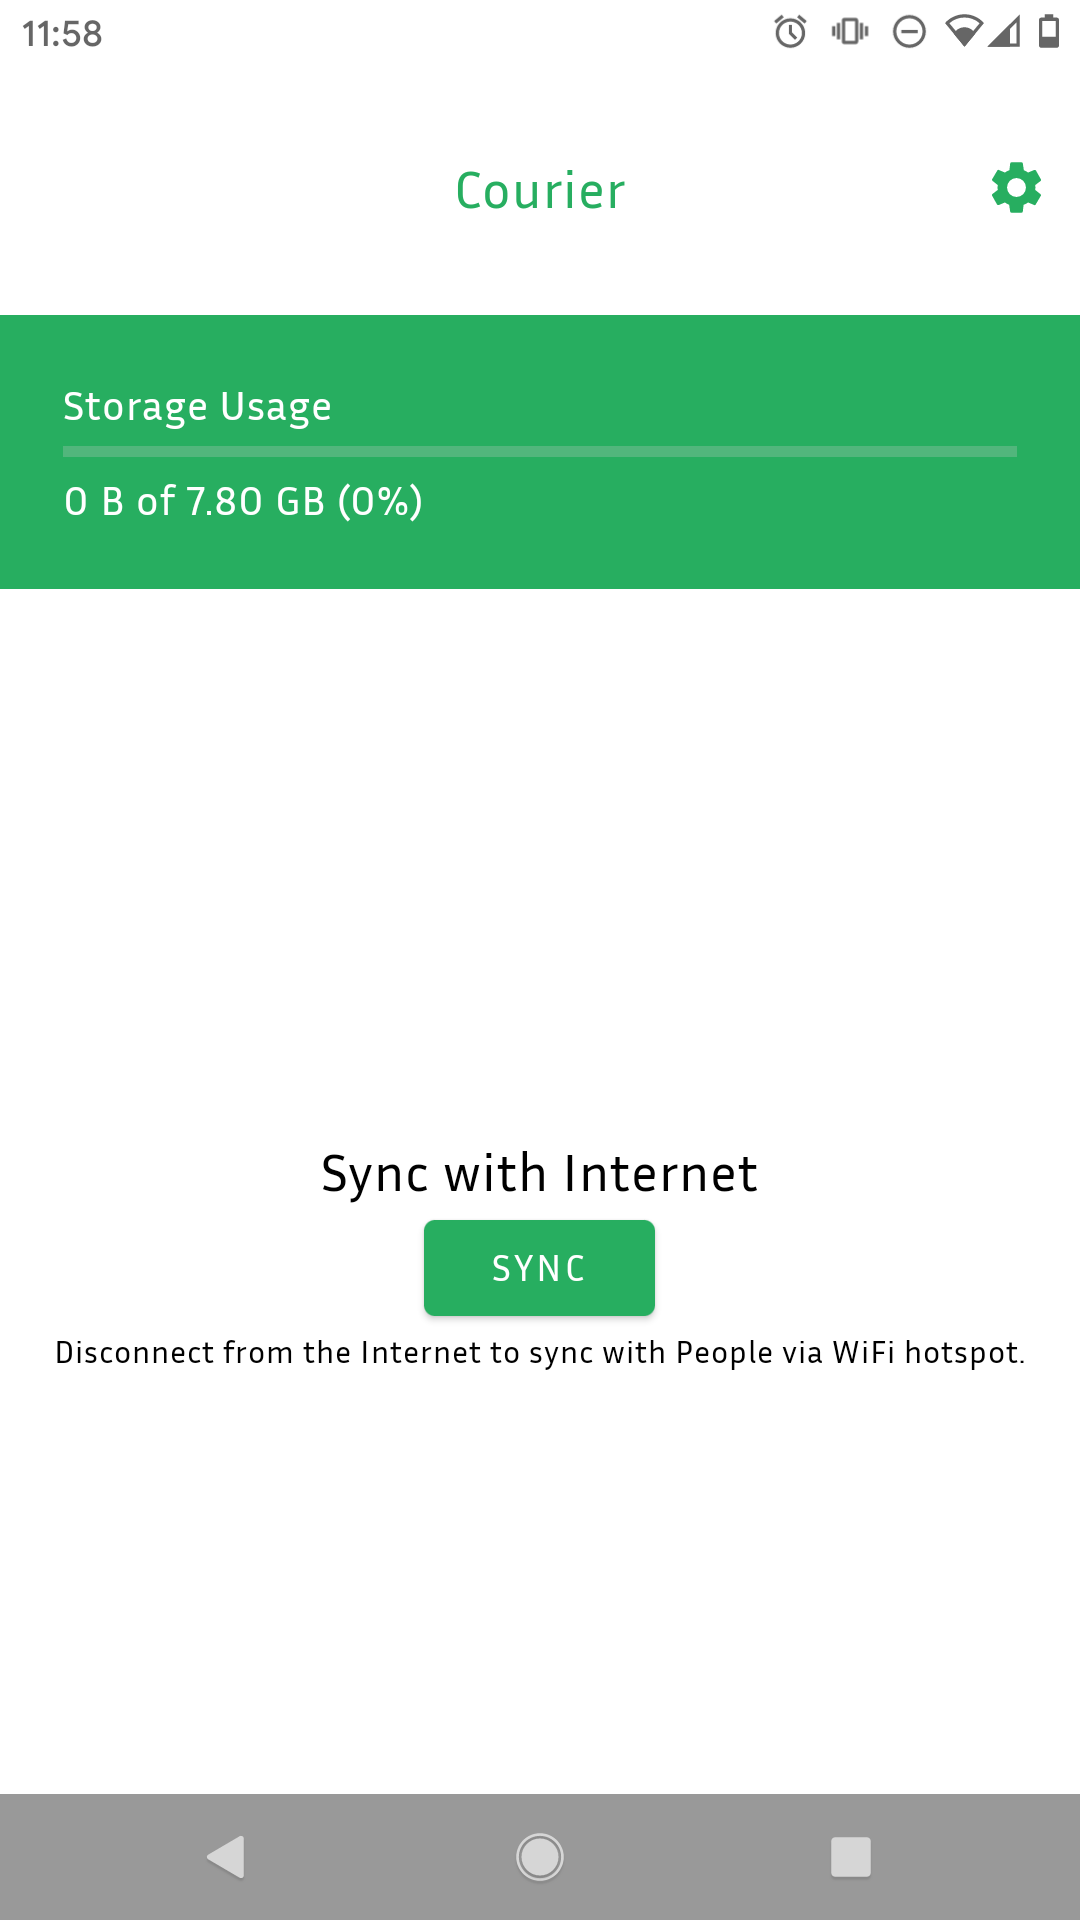 11:58
Courier
Storage Usage
0 B of 7.80 GB (0%)
Sync with Internet
SYNC
Disconnect from the Internet to sync with People via WiFi hotspot.